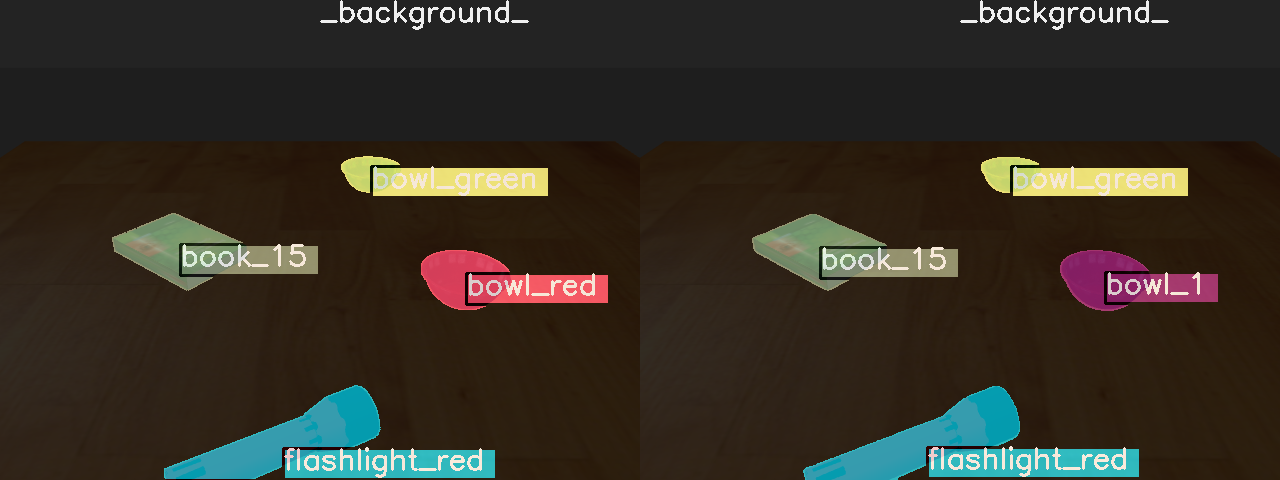 _background_
_background_
bowl_green
bowl_green
book_15
book_15
bowl_red
bowl_1
flashlight_red
flashlight_red